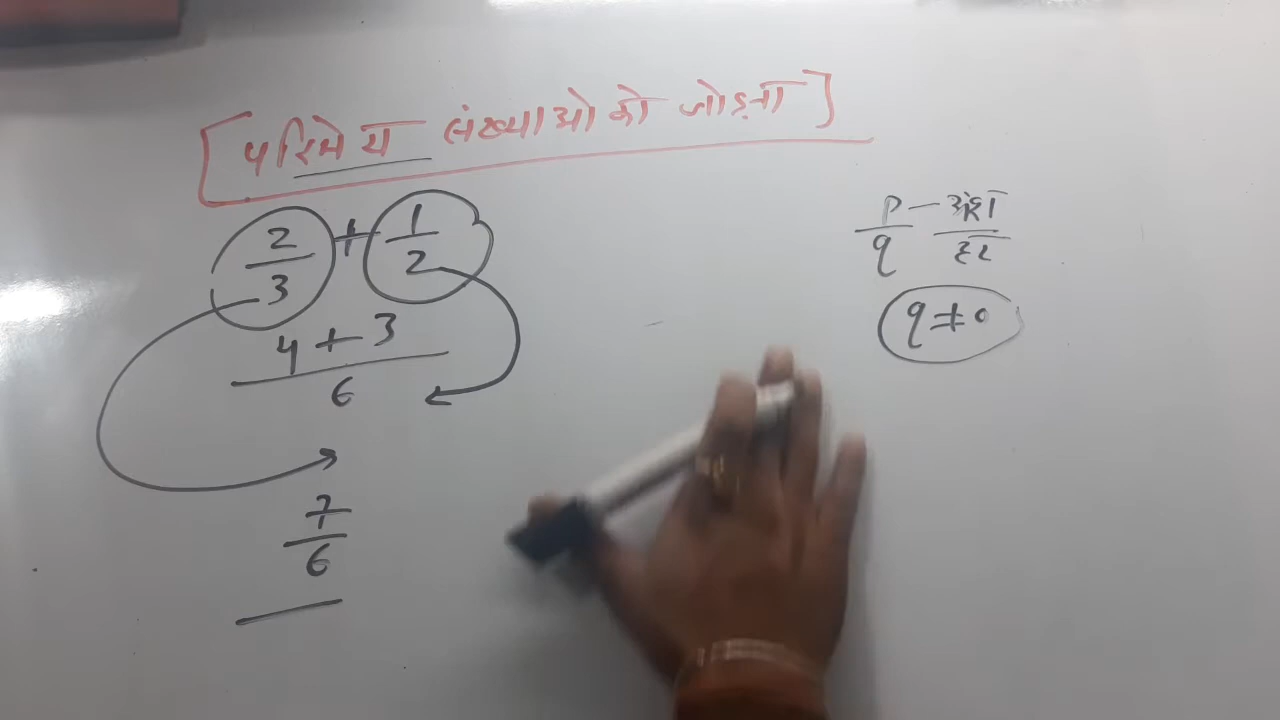 [परिमेय संख्याओ को जोड़ना]
2/3 + 1/2
4+3/6
7/6
p/q – अंश/हर
q ≠ 0